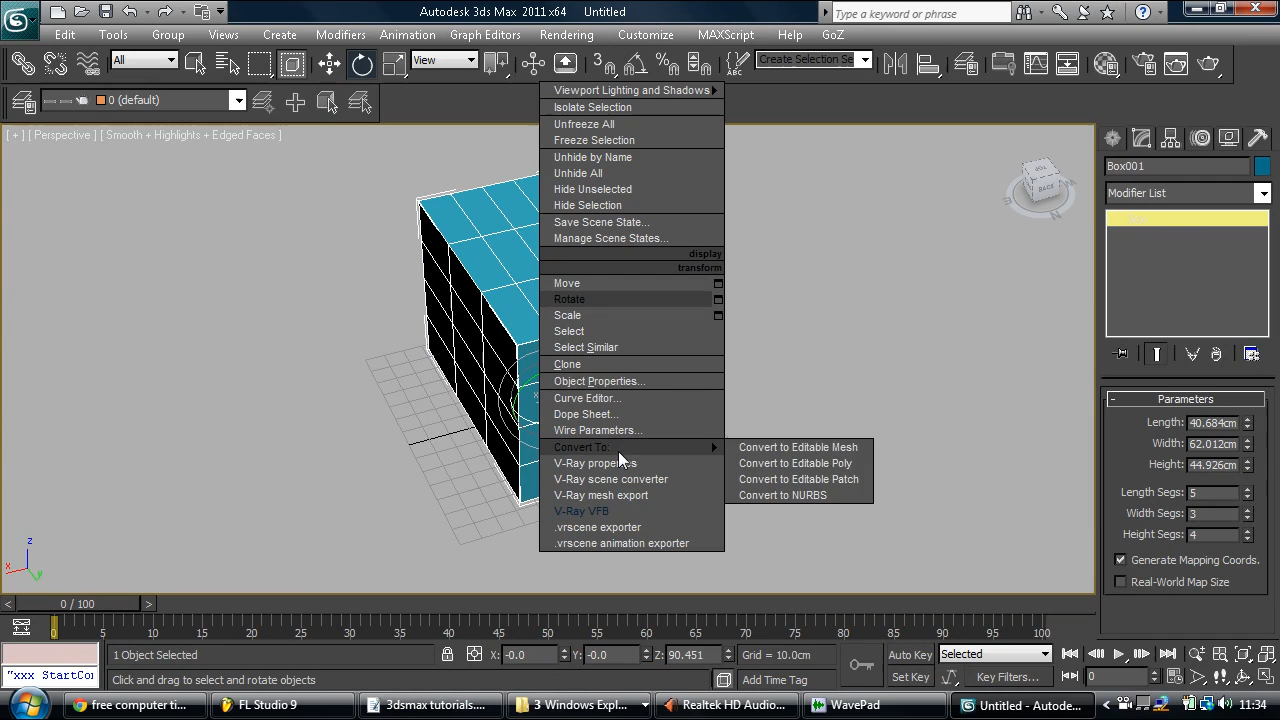 Autodesk 3ds Max 2011 x64 Untitled
Type a keyword or phrase
Edit Tools Group Views Create Modifiers Animation Graph Editors Rendering Customize MAXScript Help GoZ
All View Create Selection Se
0 (default)
[ + ] [ Perspective ] [ Smooth + Highlights + Edged Faces ]
Viewport Lighting and Shadows
Isolate Selection
Unfreeze All
Freeze Selection
Unhide by Name
Unhide All
Hide Unselected
Hide Selection
Save Scene State...
Manage Scene States...
display
transform
Move
Rotate
Scale
Select
Select Similar
Clone
Object Properties...
Curve Editor...
Dope Sheet...
Wire Parameters...
Convert To:
V-Ray properties
V-Ray scene converter
V-Ray mesh export
V-Ray VFB
.vrscene exporter
.vrscene animation exporter
Convert to Editable Mesh
Convert to Editable Poly
Convert to Editable Patch
Convert to NURBS
TOP
BACK
z
x
y
Box001
Modifier List
- Parameters
Length: 40.684cm
Width: 62.012cm
Height: 44.926cm
Length Segs: 5
Width Segs: 3
Height Segs: 4
Generate Mapping Coords.
Real-World Map Size
< 0 / 100 >
0 5 10 15 20 25 30 35 40 45 50 55 60 65 70 75 80 85 90 95 100
1 Object Selected X: -0.0 Y: -0.0 Z: 90.451 Grid = 10.0cm Auto Key Selected
"xxx StartCo Click and drag to select and rotate objects Add Time Tag Set Key Key Filters... 0
free computer ti... FL Studio 9 3dsmax tutorials.... 3 Windows Expl... Realtek HD Audio... WavePad Untitled - Autode... 11:34